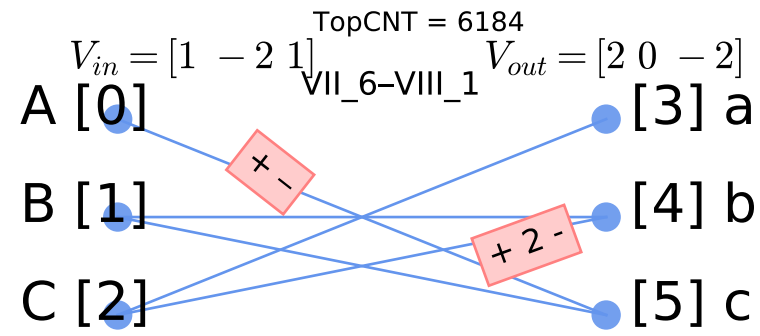 TopCNT = 6184
V_in = [1 −2 1] V_out = [2 0 −2]
VII_6–VIII_1
A [0] [3] a
+ −
B [1] [4] b
+ 2 -
C [2] [5] c